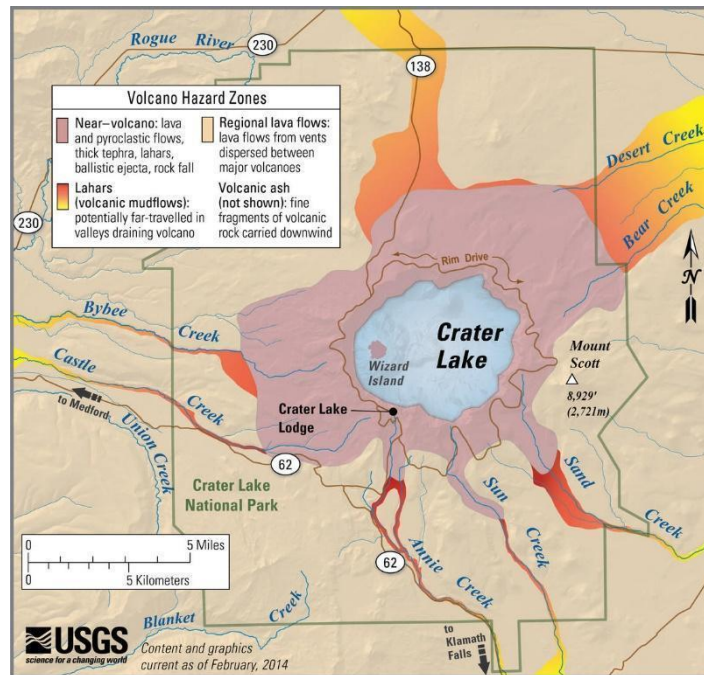 Rogue River
230
138
Volcano Hazard Zones
Near–volcano: lava
and pyroclastic flows,
thick tephra, lahars,
ballistic ejecta, rock fall
Regional lava flows:
lava flows from vents
dispersed between
major volcanoes
Lahars
(volcanic mudflows):
potentially far-travelled in
valleys draining volcano
Volcanic ash
(not shown): fine
fragments of volcanic
rock carried downwind
230
Desert Creek
Bear Creek
N
Rim Drive
Bybee Creek
Crater
Lake
Wizard
Island
Mount
Scott
8,929'
(2,721m)
Castle Creek
to Medford
Crater Lake
Lodge
Union Creek
62
Crater Lake
National Park
Sand Creek
Sun Creek
0 5 Miles
0 5 Kilometers
62
Annie Creek
Blanket Creek
to
Klamath
Falls
USGS
science for a changing world
Content and graphics
current as of February, 2014